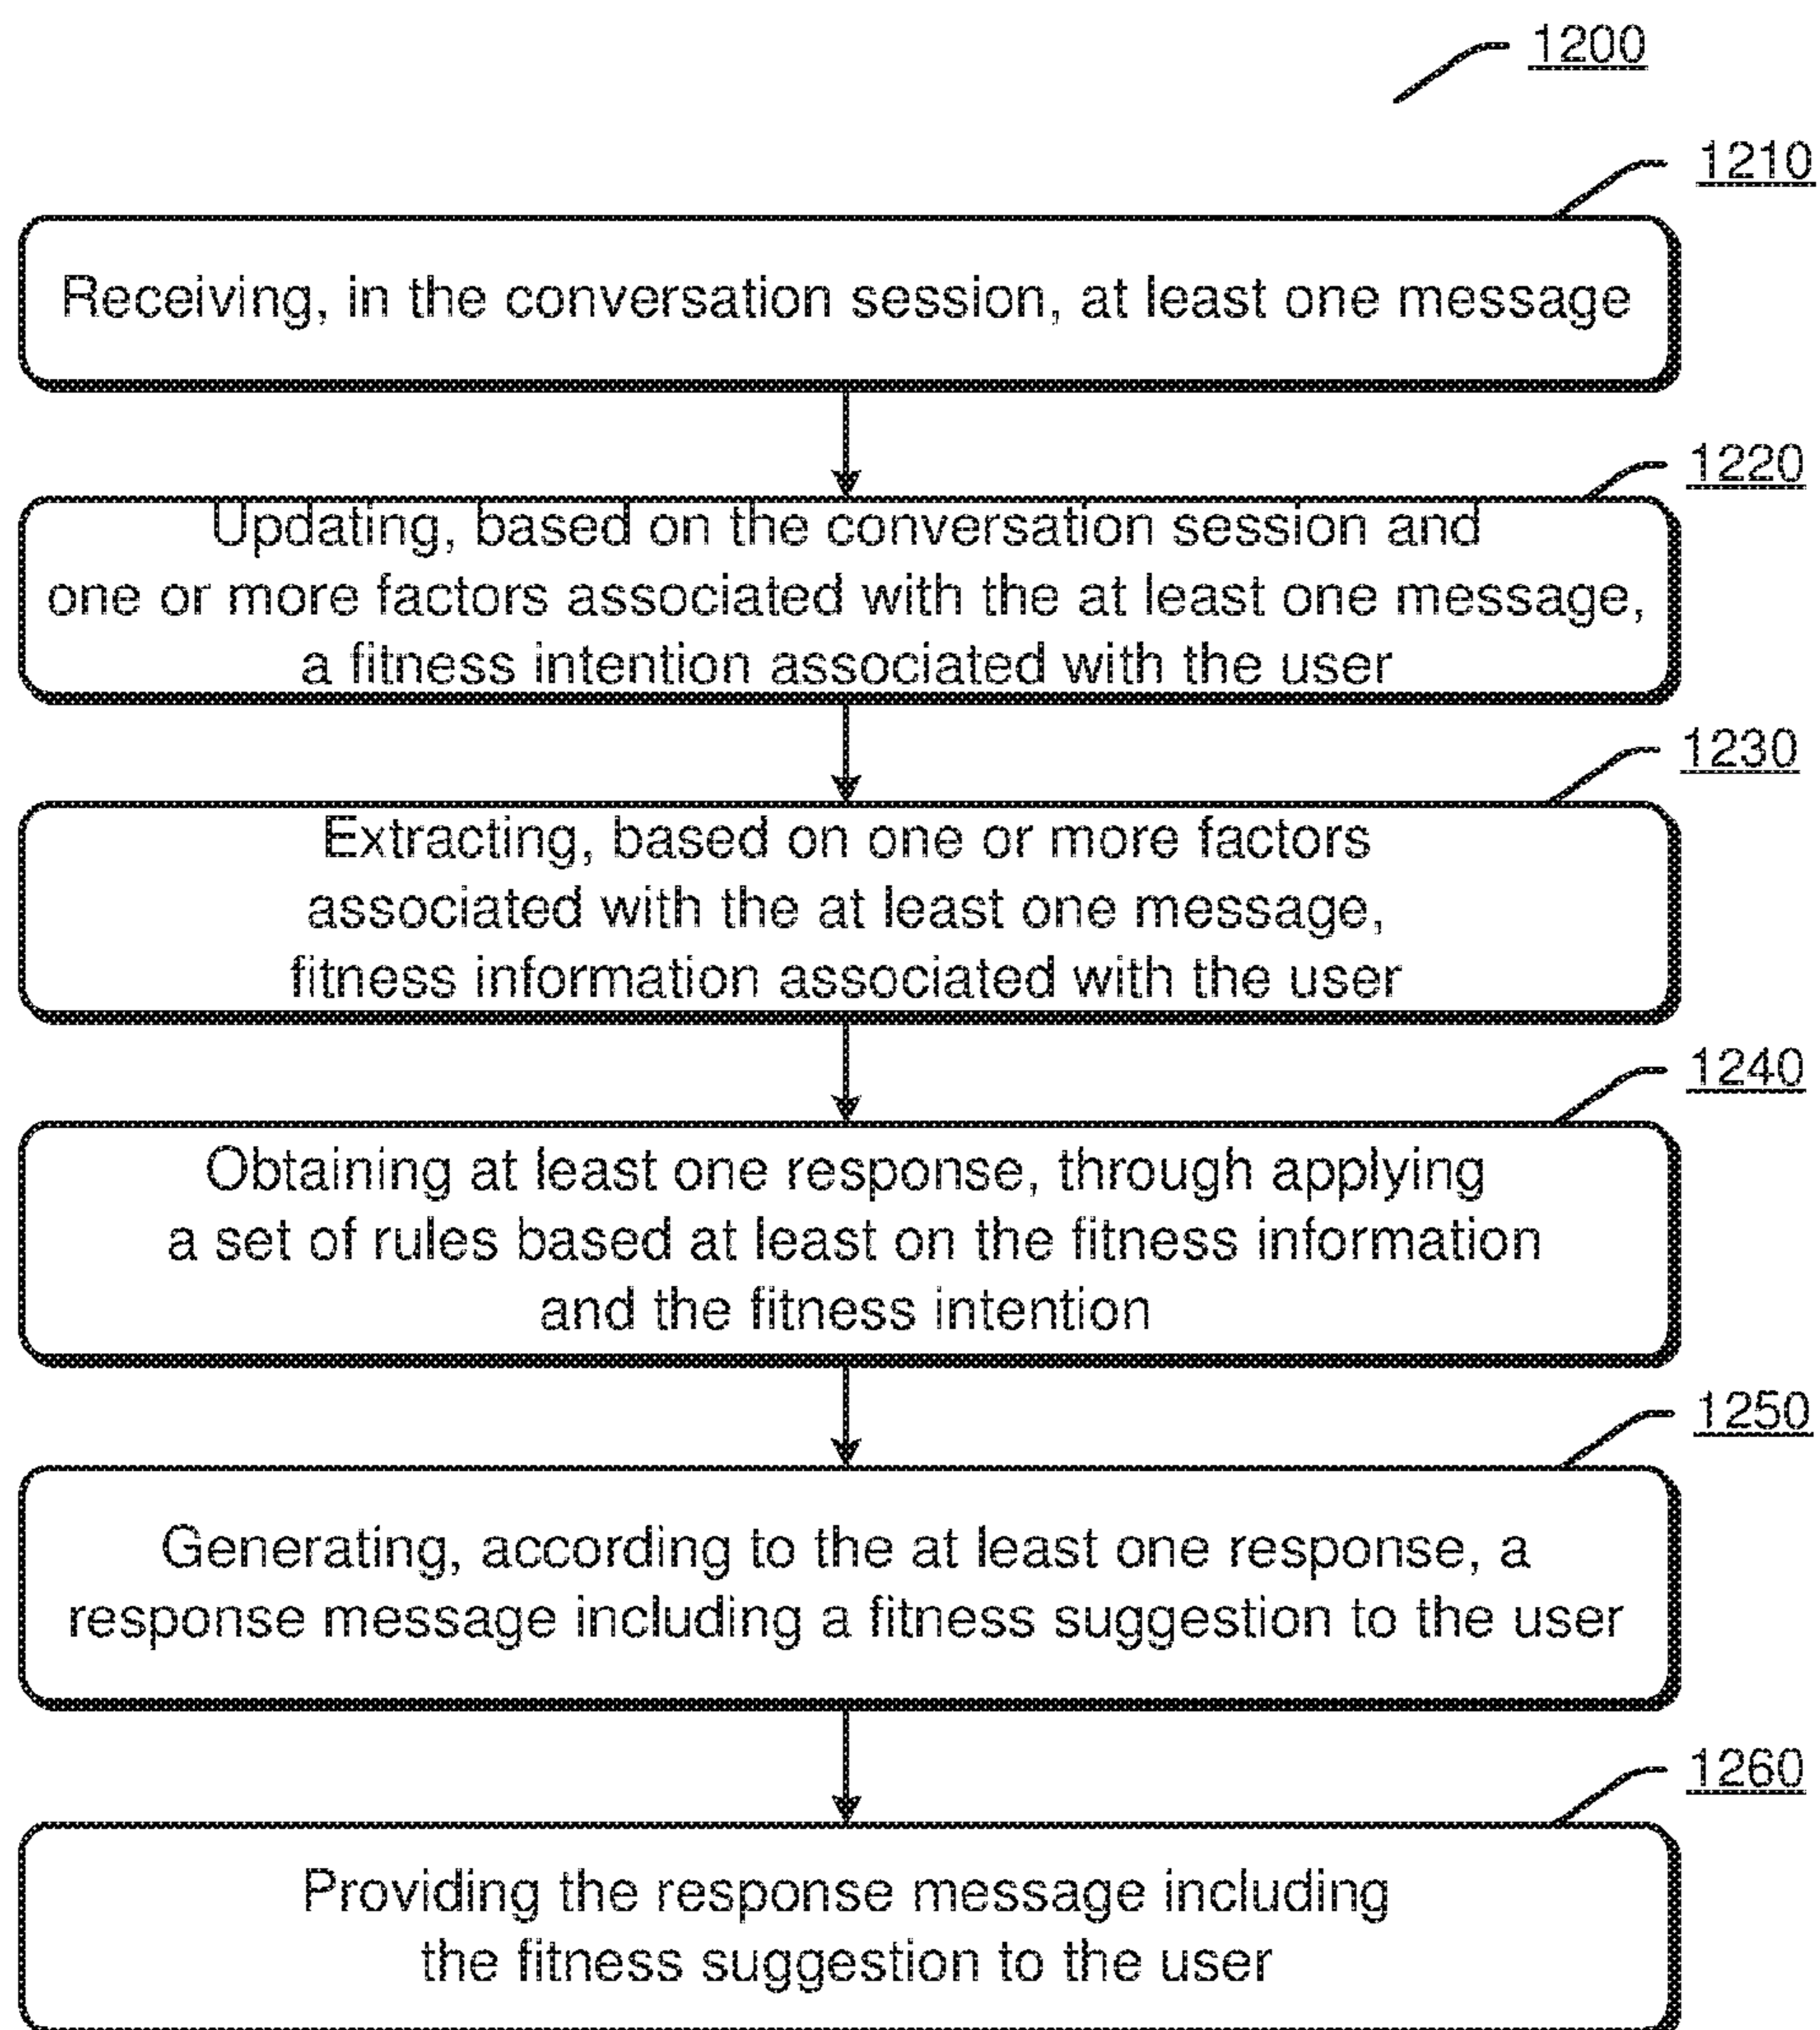 1200
1210
Receiving, in the conversation session, at least one message
1220
Updating, based on the conversation session and
one or more factors associated with the at least one message,
a fitness intention associated with the user
1230
Extracting, based on one or more factors
associated with the at least one message,
fitness information associated with the user
1240
Obtaining at least one response, through applying
a set of rules based at least on the fitness information
and the fitness intention
1250
Generating, according to the at least one response, a
response message including a fitness suggestion to the user
1260
Providing the response message including
the fitness suggestion to the user